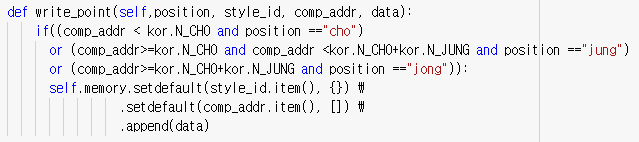 def write_point(self,position, style_id, comp_addr, data):
if((comp_addr < kor.N_CHO and position =="cho")
or (comp_addr>=kor.N_CHO and comp_addr <kor.N_CHO+kor.N_JUNG and position =="jung")
or (comp_addr>=kor.N_CHO+kor.N_JUNG and position =="jong")):
self.memory.setdefault(style_id.item(), {}) ₩
.setdefault(comp_addr.item(), []) ₩
.append(data)